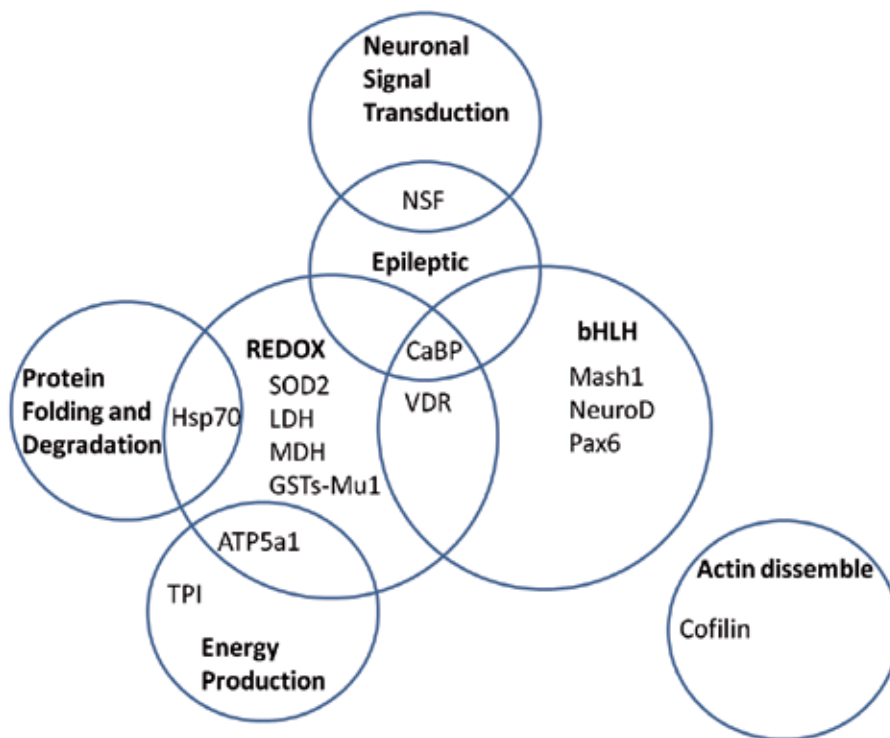 Neuronal
Signal
Transduction
NSF
Epileptic
CaBP
VDR
bHLH
Mash1
NeuroD
Pax6
REDOX
SOD2
LDH
MDH
GSTs-Mu1
Protein
Folding and
Degradation
Hsp70
ATP5a1
TPI
Energy
Production
Actin dissemble
Cofilin